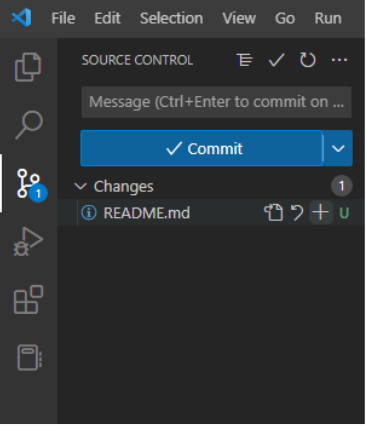 File Edit Selection View Go Run
SOURCE CONTROL
Message (Ctrl+Enter to commit on ...
Commit
1
Changes 1
README.md U